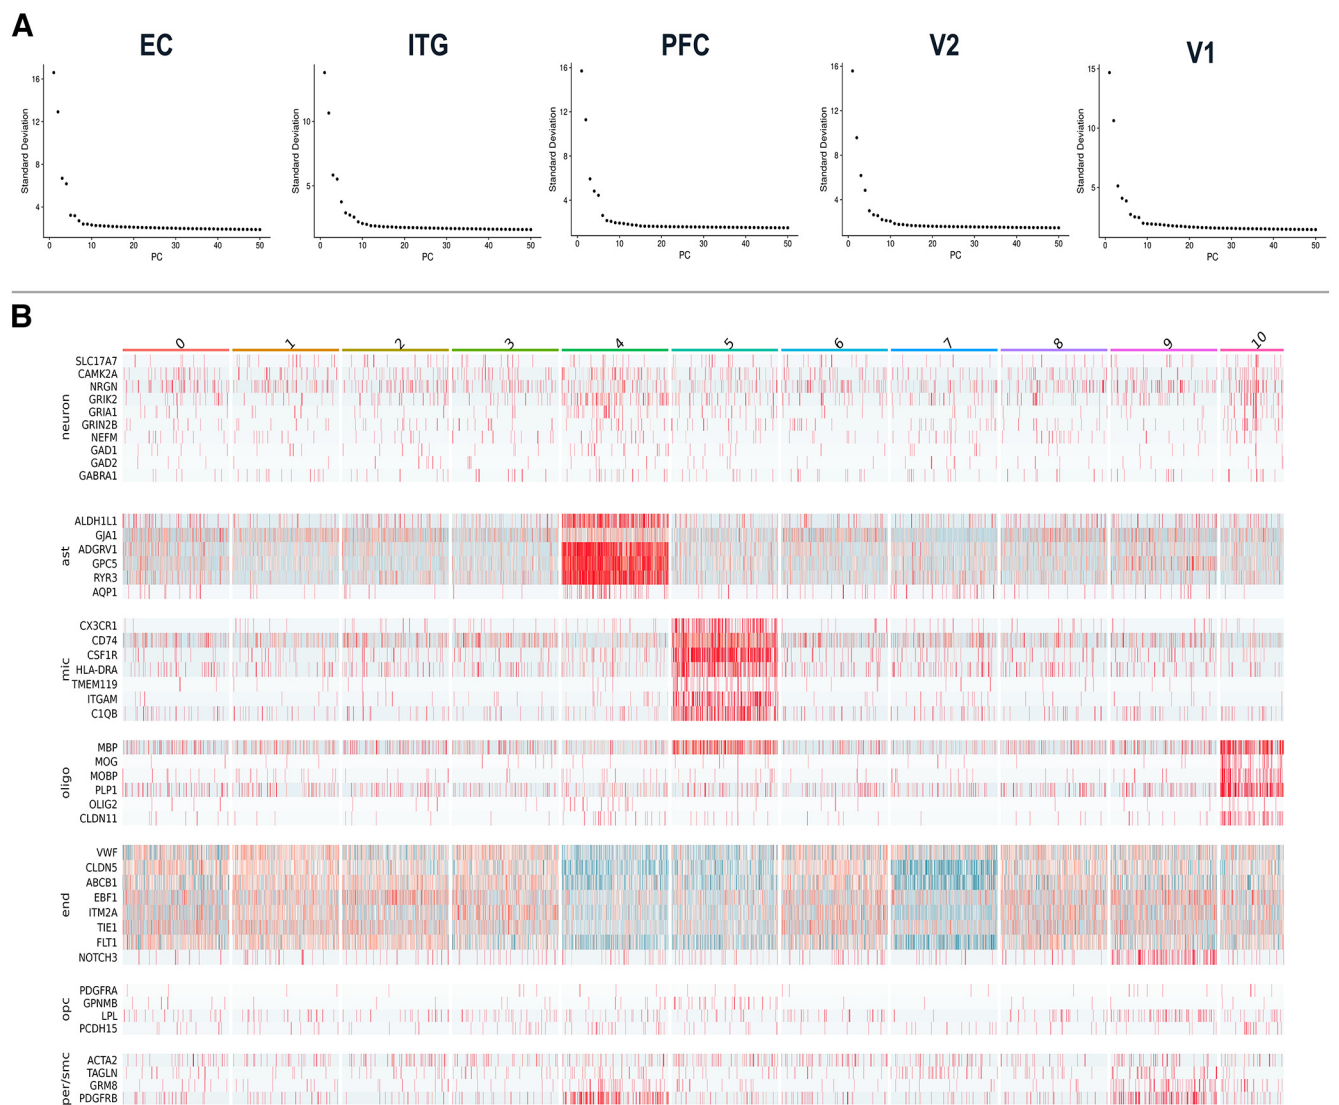 A
EC
ITG
PFC
V2
V1
Standard Deviation
16
12
8
4
0
10
20
30
40
50
PC
Standard Deviation
10
5
0
10
20
30
40
50
PC
Standard Deviation
16
12
8
4
0
10
20
30
40
50
PC
Standard Deviation
16
12
8
4
0
10
20
30
40
50
PC
Standard Deviation
15
10
5
0
10
20
30
40
50
PC
B
0
1
2
3
4
5
6
7
8
9
10
neuron
SLC17A7
CAMK2A
NRGN
GRIK2
GRIA1
GRIN2B
NEFM
GAD1
GAD2
GABRA1
ast
ALDH1L1
GJA1
ADGRV1
GPC5
RYR3
AQP1
mic
CX3CR1
CD74
CSF1R
HLA-DRA
TMEM119
ITGAM
C1QB
oligo
MBP
MOG
MOBP
PLP1
OLIG2
CLDN11
end
VWF
CLDN5
ABCB1
EBF1
ITM2A
TIE1
FLT1
NOTCH3
opc
PDGFRA
GPNMB
LPL
PCDH15
per/smc
ACTA2
TAGLN
GRM8
PDGFRB